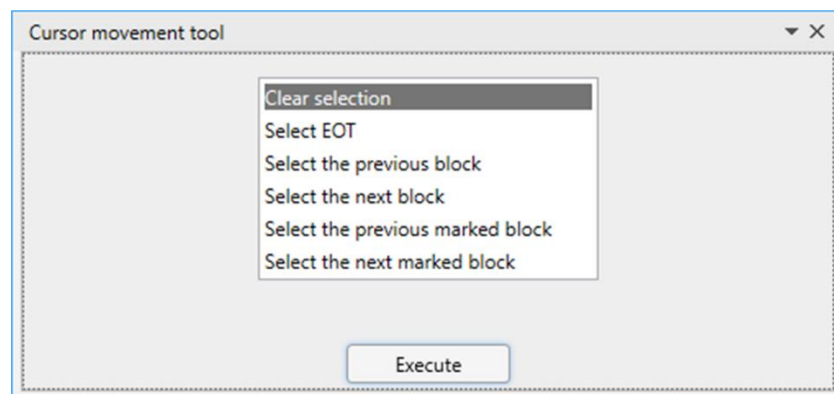 Cursor movement tool
Clear selection
Select EOT
Select the previous block
Select the next block
Select the previous marked block
Select the next marked block
Execute